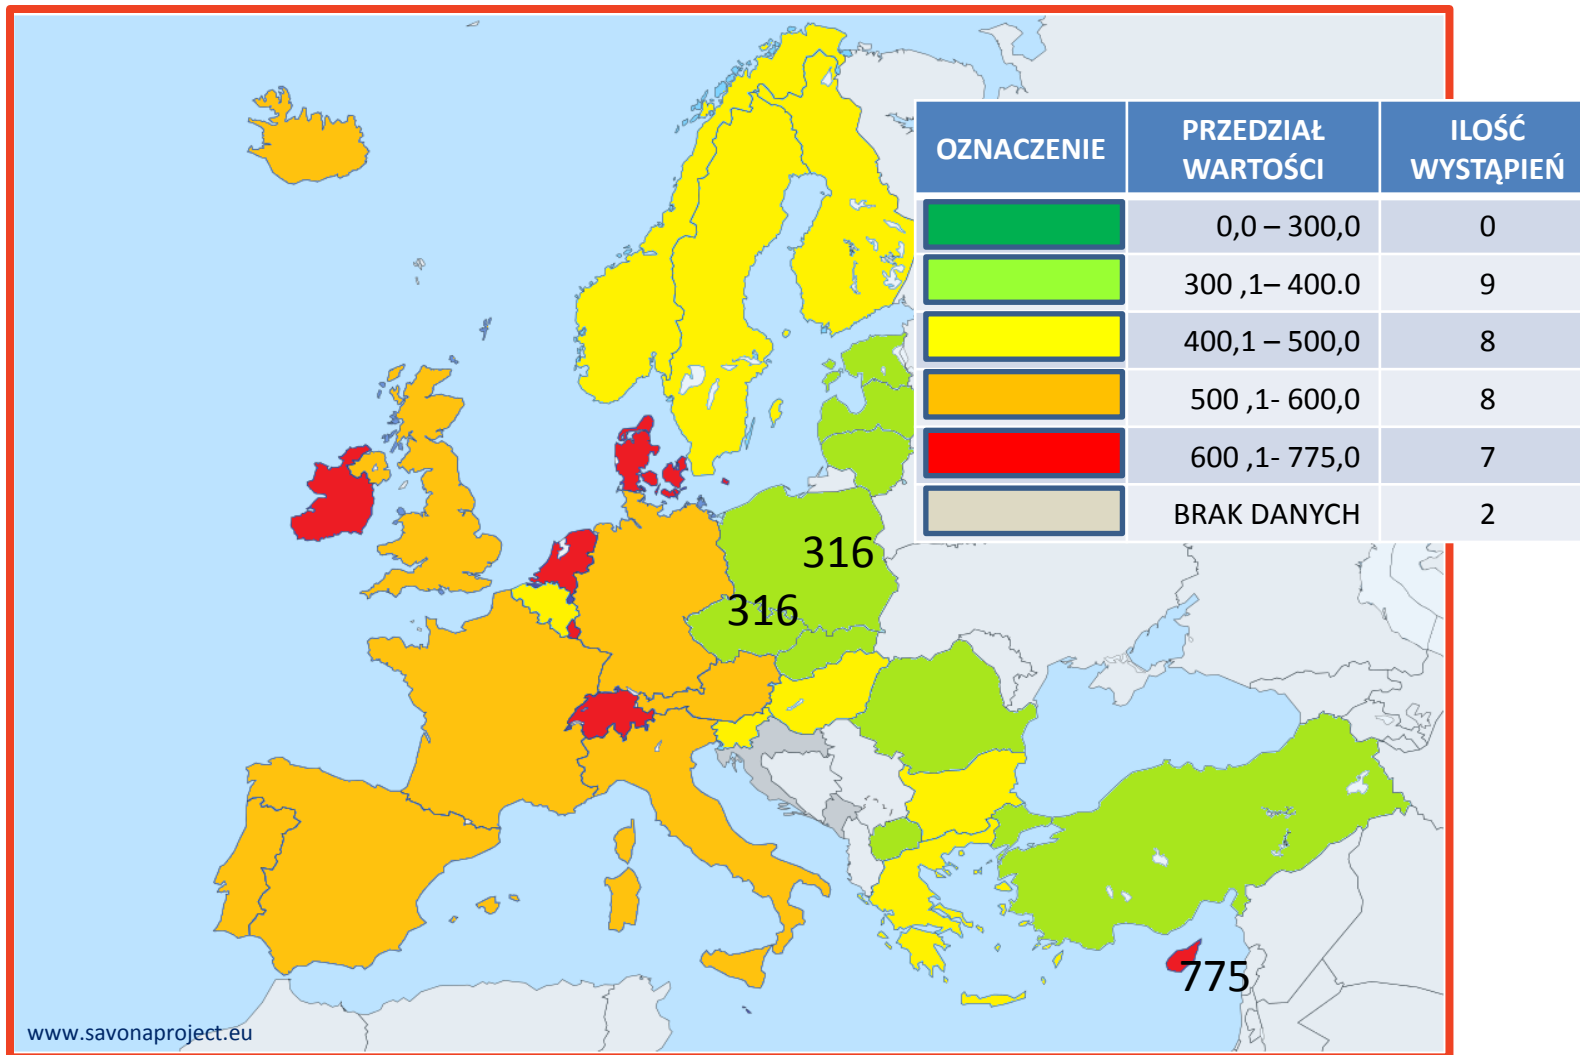 OZNACZENIE
PRZEDZIAŁ
WARTOŚCI
ILOŚĆ
WYSTĄPIEŃ
0,0 – 300,0 0
300 ,1– 400.0 9
400,1 – 500,0 8
500 ,1- 600,0 8
600 ,1- 775,0 7
BRAK DANYCH 2
316
316
775
www.savonaproject.eu